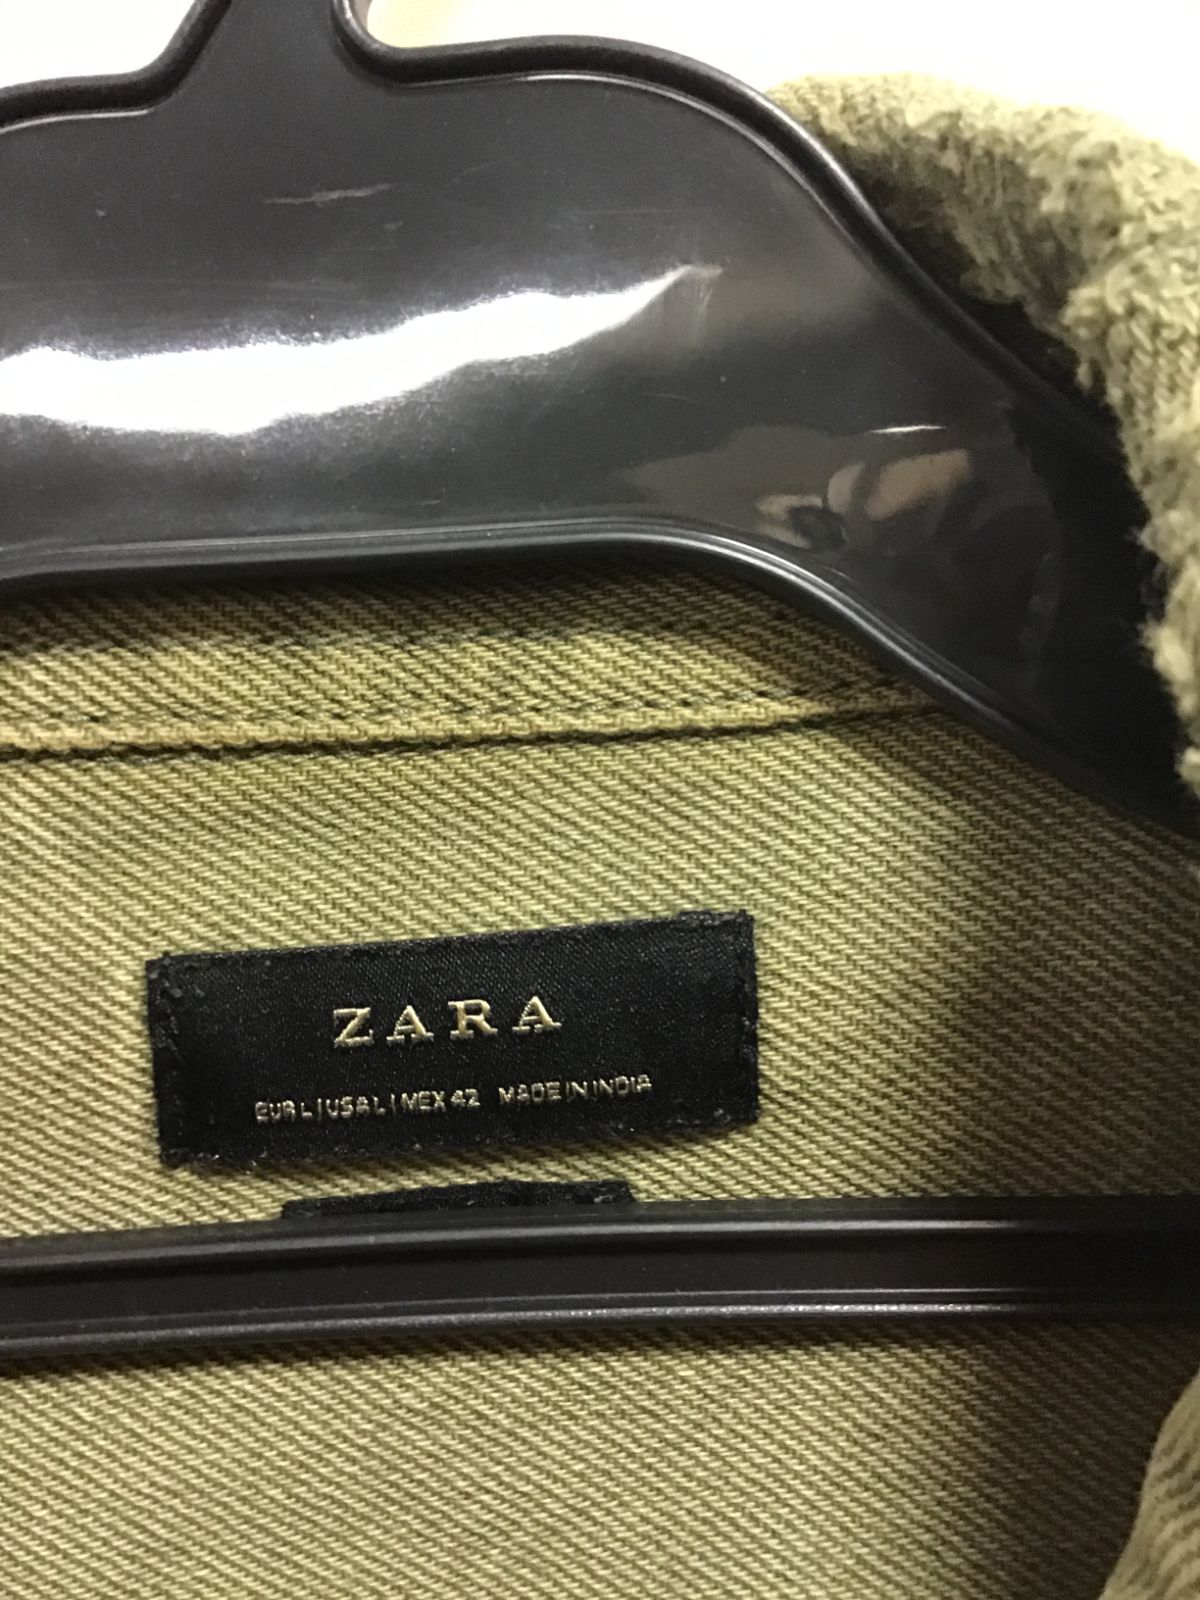 ZARA
EUR L | USA L | MEX 42 MADE IN INDIA